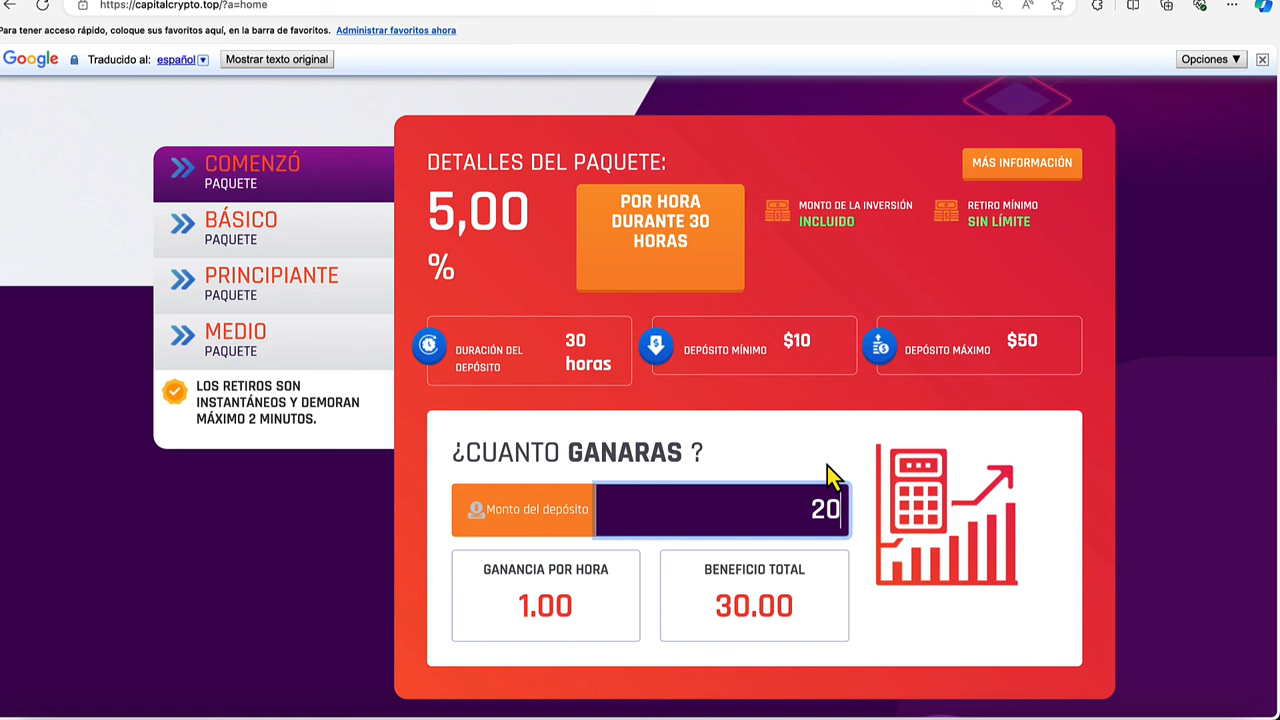 https://capitalcrypto.top/?a=home
Para tener acceso rápido, coloque sus favoritos aquí, en la barra de favoritos. Administrar favoritos ahora
Google Traducido al: español Mostrar texto original Opciones ▼
COMENZÓ
PAQUETE
BÁSICO
PAQUETE
PRINCIPIANTE
PAQUETE
MEDIO
PAQUETE
LOS RETIROS SON
INSTANTÁNEOS Y DEMORAN
MÁXIMO 2 MINUTOS.
DETALLES DEL PAQUETE:
MÁS INFORMACIÓN
5,00
%
POR HORA
DURANTE 30
HORAS
MONTO DE LA INVERSIÓN
INCLUIDO
RETIRO MÍNIMO
SIN LÍMITE
DURACIÓN DEL
DEPÓSITO
30
horas
DEPÓSITO MÍNIMO $10
DEPÓSITO MÁXIMO $50
¿CUANTO GANARAS ?
Monto del depósito 20
GANANCIA POR HORA
1.00
BENEFICIO TOTAL
30.00